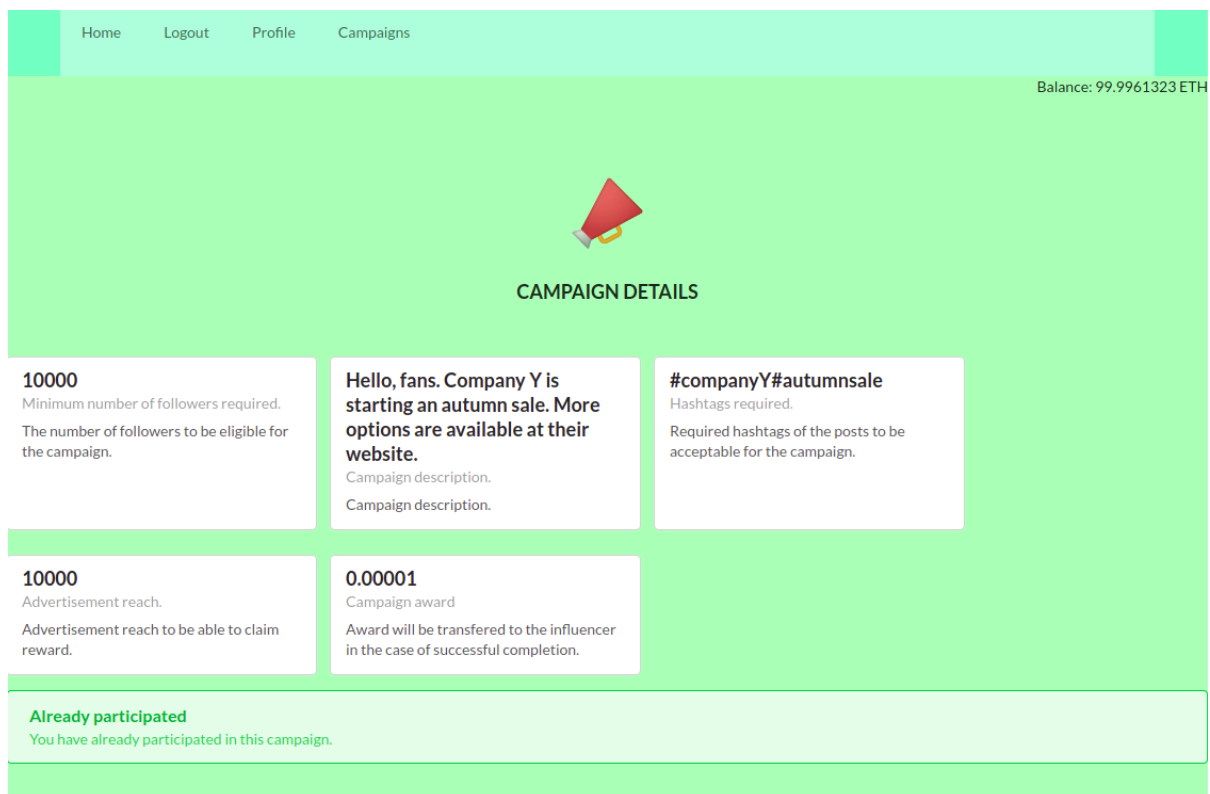 Home Logout Profile Campaigns
Balance: 99.9961323 ETH
CAMPAIGN DETAILS
10000
Minimum number of followers required.
The number of followers to be eligible for
the campaign.
Hello, fans. Company Y is
starting an autumn sale. More
options are available at their
website.
Campaign description.
Campaign description.
#companyY#autumnsale
Hashtags required.
Required hashtags of the posts to be
acceptable for the campaign.
10000
Advertisement reach.
Advertisement reach to be able to claim
reward.
0.00001
Campaign award
Award will be transfered to the influencer
in the case of successful completion.
Already participated
You have already participated in this campaign.